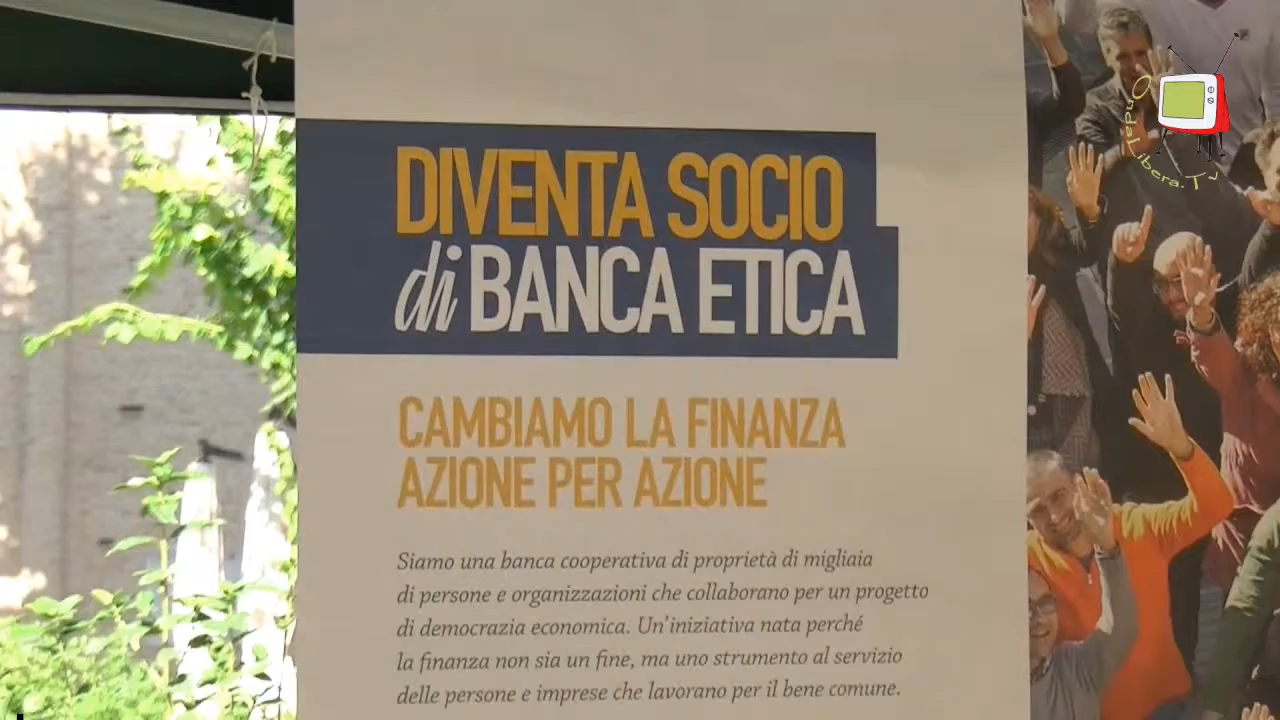 OndaLibera.Tv
DIVENTA SOCIO
di BANCA ETICA
CAMBIAMO LA FINANZA
AZIONE PER AZIONE
Siamo una banca cooperativa di proprietà di migliaia
di persone e organizzazioni che collaborano per un progetto
di democrazia economica. Un'iniziativa nata perché
la finanza non sia un fine, ma uno strumento al servizio
delle persone e imprese che lavorano per il bene comune.